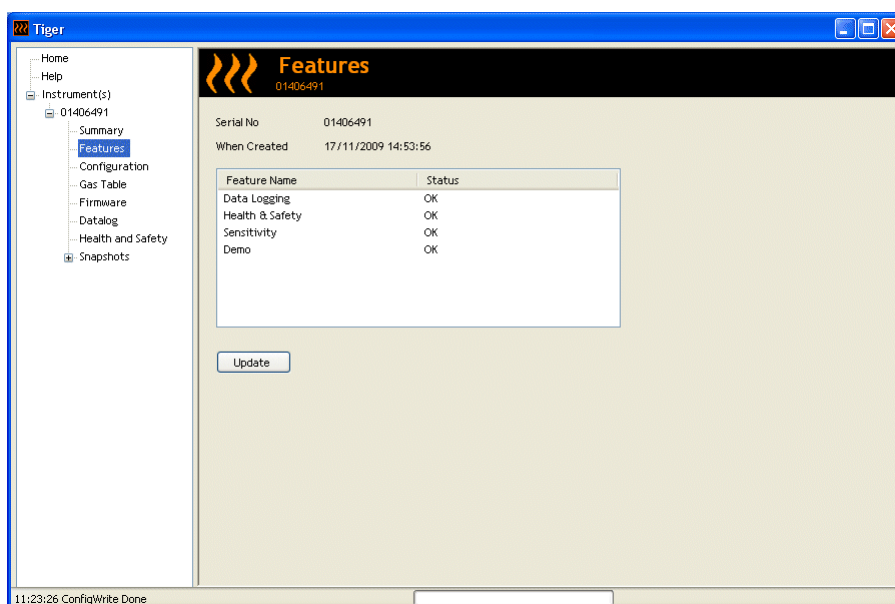 Tiger
Home
Help
Instrument(s)
01406491
Summary
Features
Configuration
Gas Table
Firmware
Datalog
Health and Safety
Snapshots
Features
01406491
Serial No 01406491
When Created 17/11/2009 14:53:56
Feature Name Status
Data Logging OK
Health & Safety OK
Sensitivity OK
Demo OK
Update
11:23:26 ConfigWrite Done